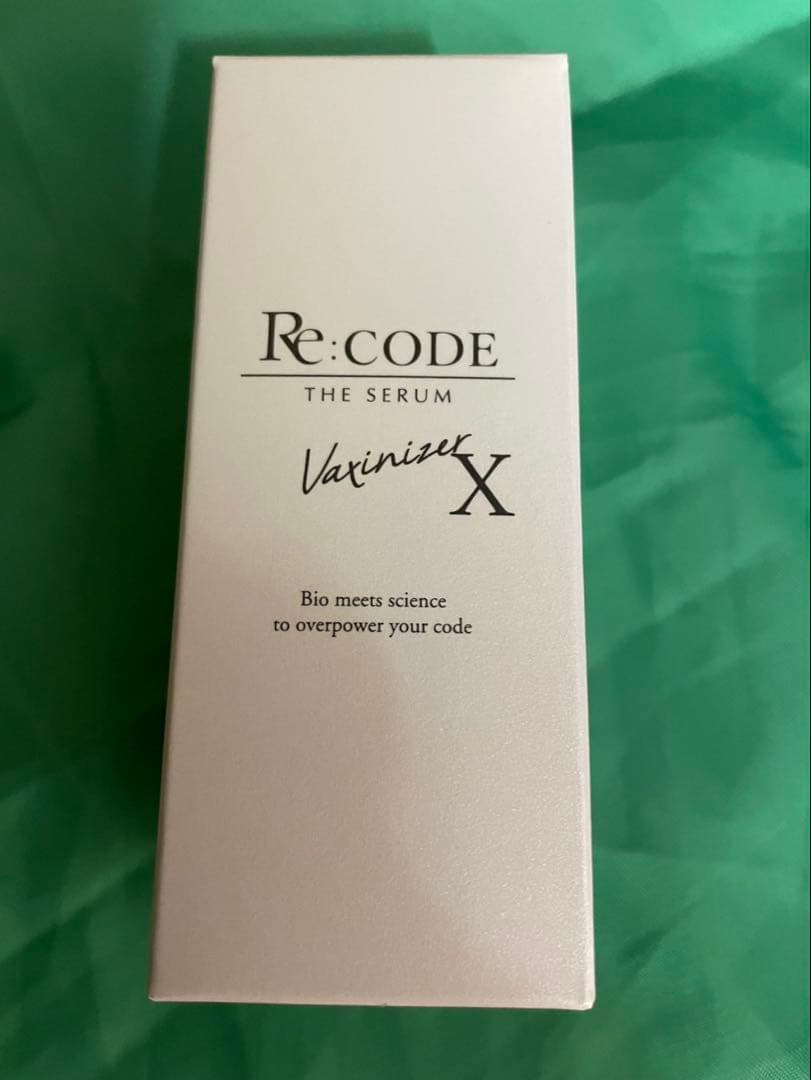 Re:CODE
THE SERUM
Vaxinizer
X
Bio meets science
to overpower your code